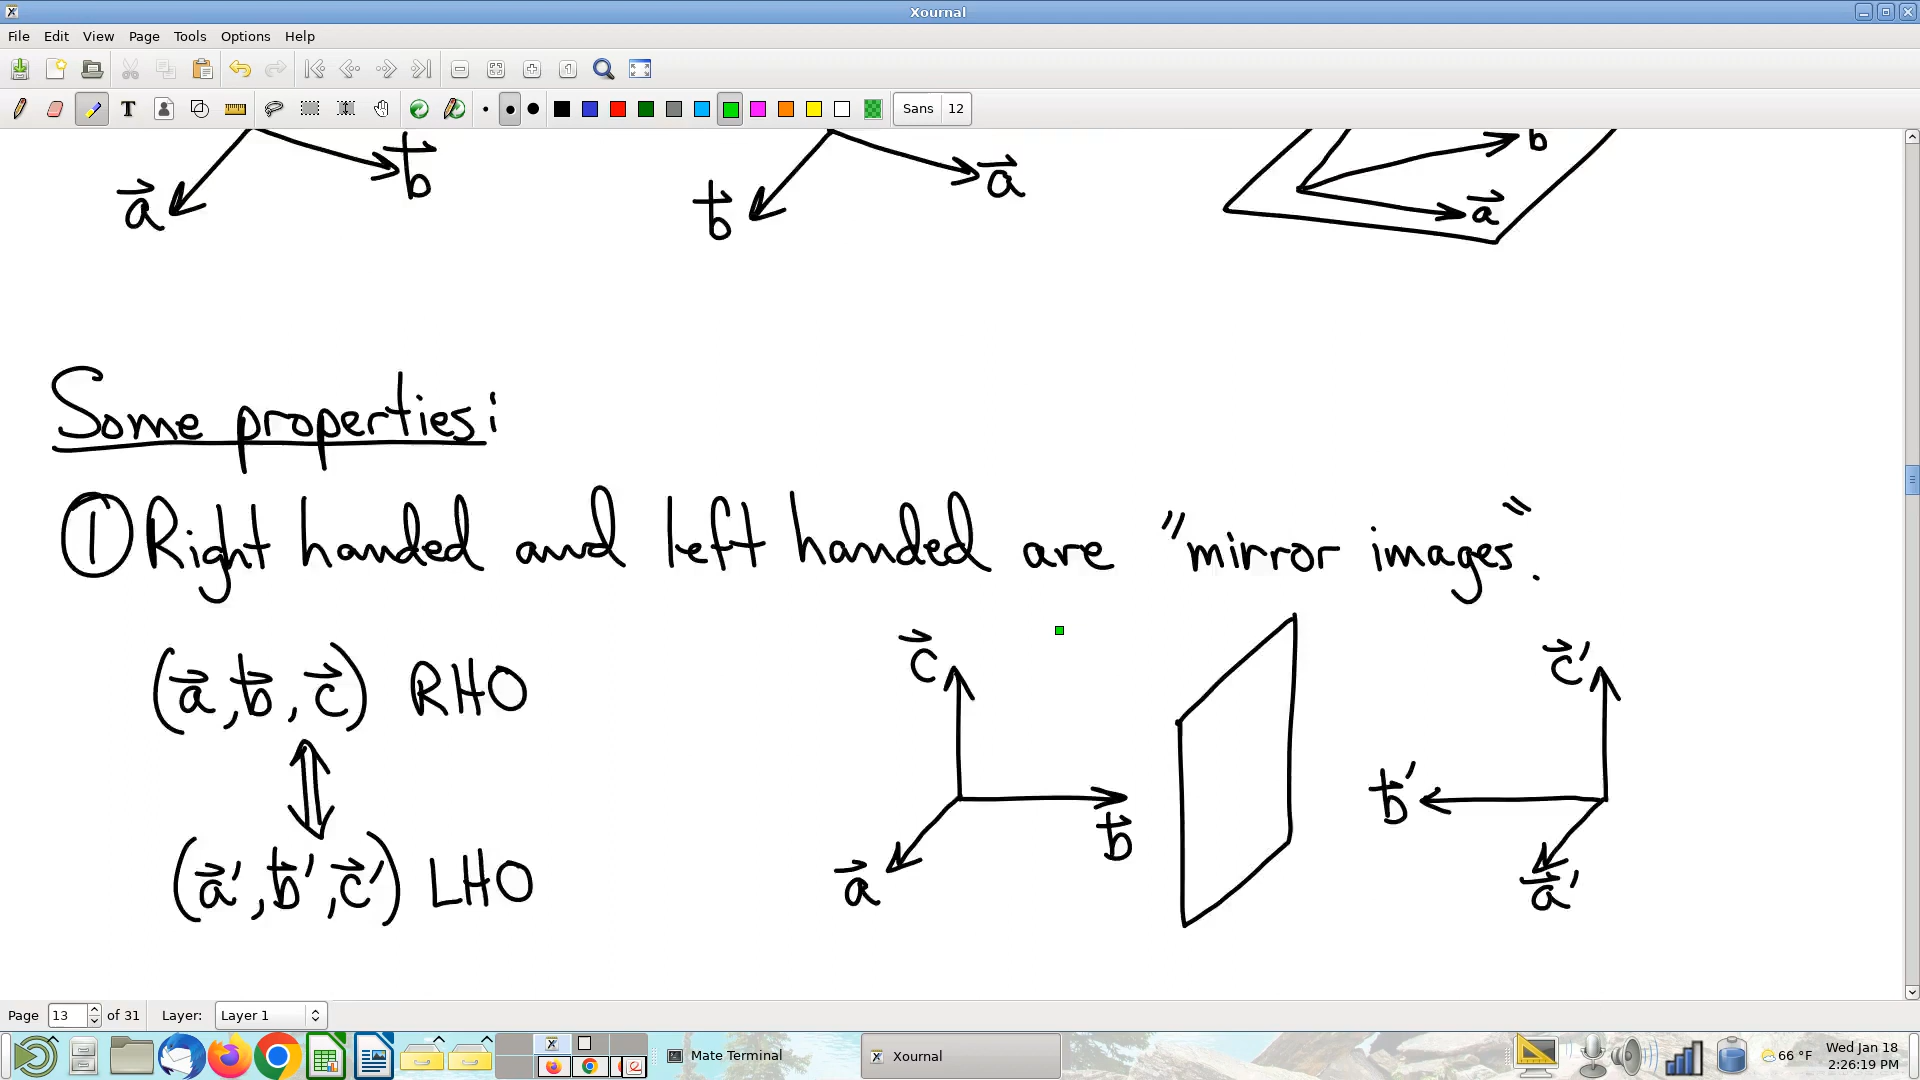 Xournal
File Edit View Page Tools Options Help
Sans 12
b⃗
a⃗ b⃗ b⃗ a⃗ a⃗
Some properties:
① Right handed and left handed are "mirror images".
(a⃗, b⃗, c⃗) RHO
⇕
(a⃗', b⃗', c⃗') LHO
c⃗
b⃗
a⃗
c⃗'
b⃗'
a⃗'
Page 13 of 31 Layer: Layer 1
Mate Terminal Xournal 66 °F Wed Jan 18
2:26:19 PM